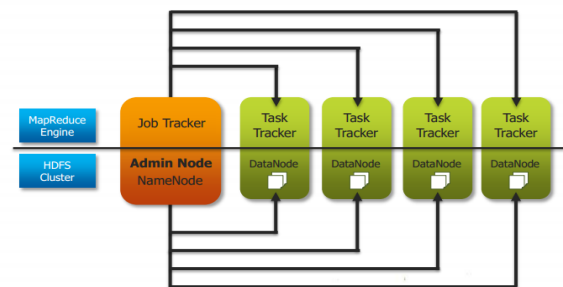 MapReduce
Engine
Job Tracker
Task
Tracker
Task
Tracker
Task
Tracker
Task
Tracker
HDFS
Cluster
Admin Node
NameNode
DataNode
DataNode
DataNode
DataNode